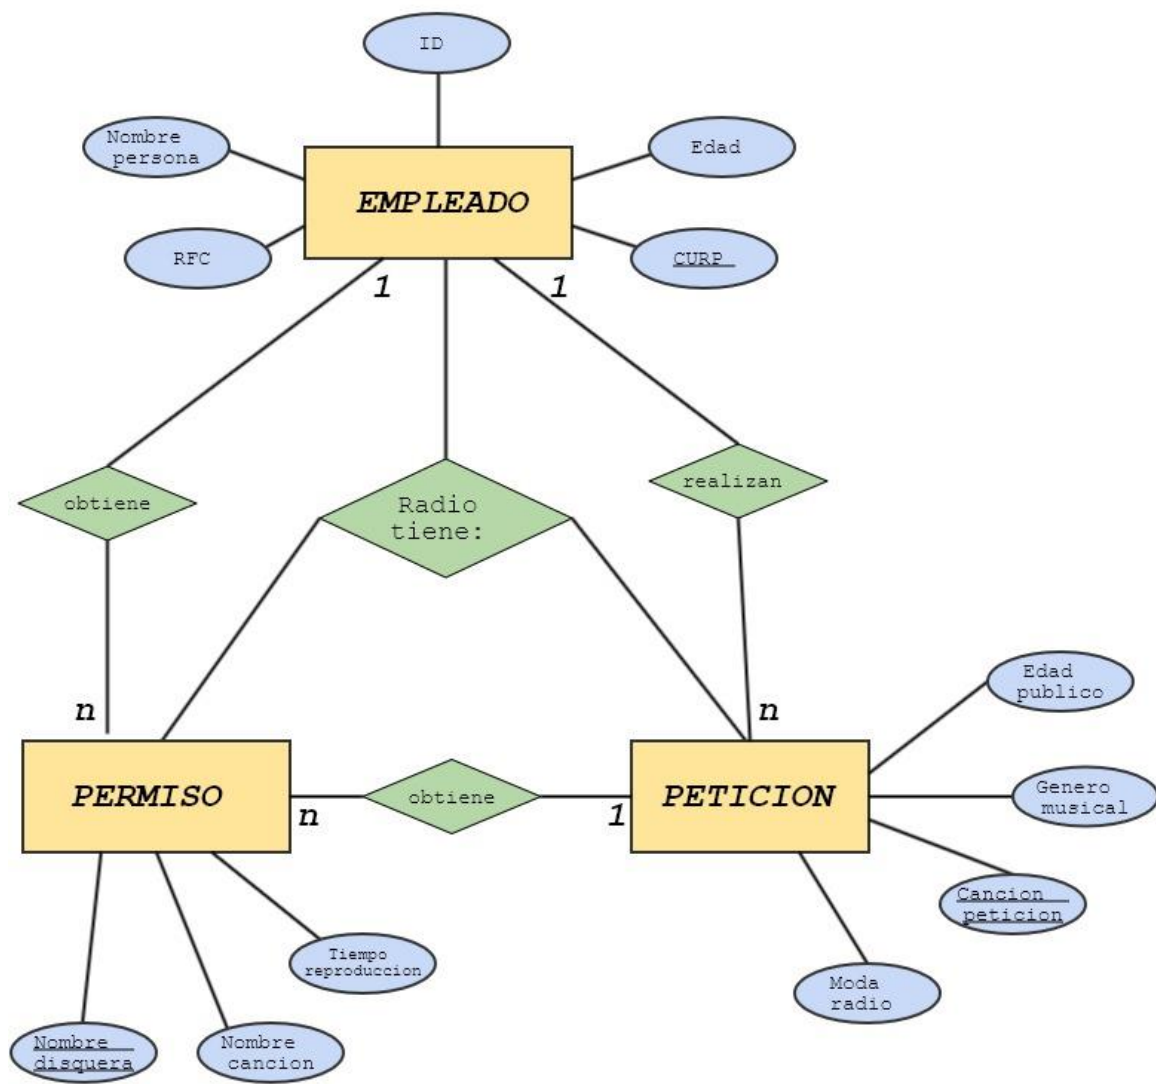 ID
Nombre
persona
Edad
EMPLEADO
RFC
CURP
1
1
obtiene
Radio
tiene:
realizan
n
n
Edad
publico
PERMISO
n
obtiene
1
PETICION
Genero
musical
Cancion
peticion
Tiempo
reproduccion
Moda
radio
Nombre
disquera
Nombre
cancion